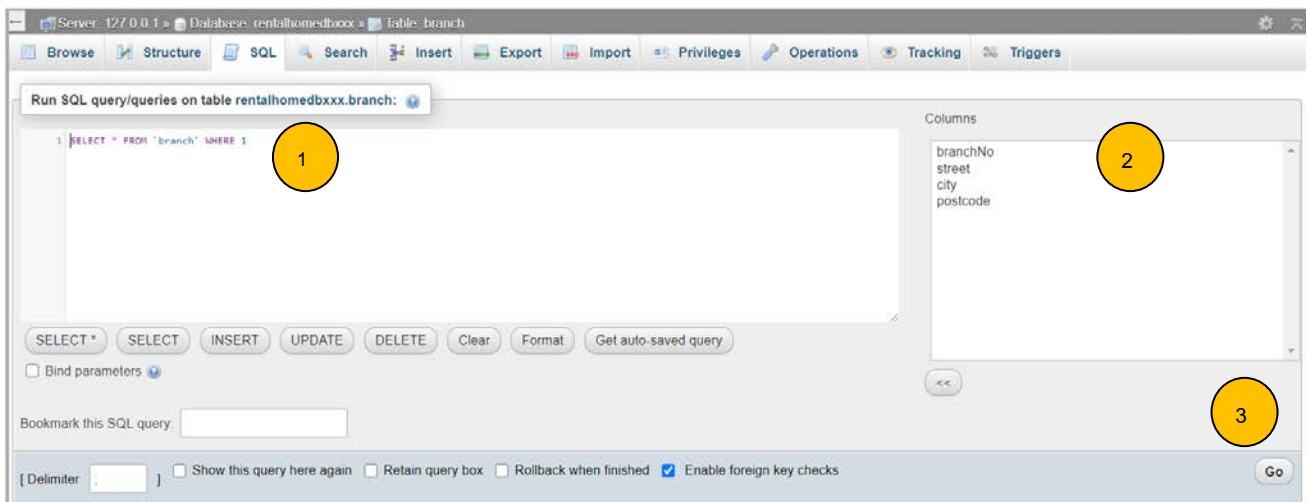 Server: 127.0.0.1 » Database: rentalhomedbxxx » Table: branch
Browse Structure SQL Search Insert Export Import Privileges Operations Tracking Triggers
Run SQL query/queries on table rentalhomedbxxx.branch:
Columns
1 SELECT * FROM `branch` WHERE 1
1
2
branchNo
street
city
postcode
SELECT * SELECT INSERT UPDATE DELETE Clear Format Get auto-saved query
Bind parameters
<<
3
Bookmark this SQL query:
[ Delimiter ; ] Show this query here again Retain query box Rollback when finished Enable foreign key checks Go